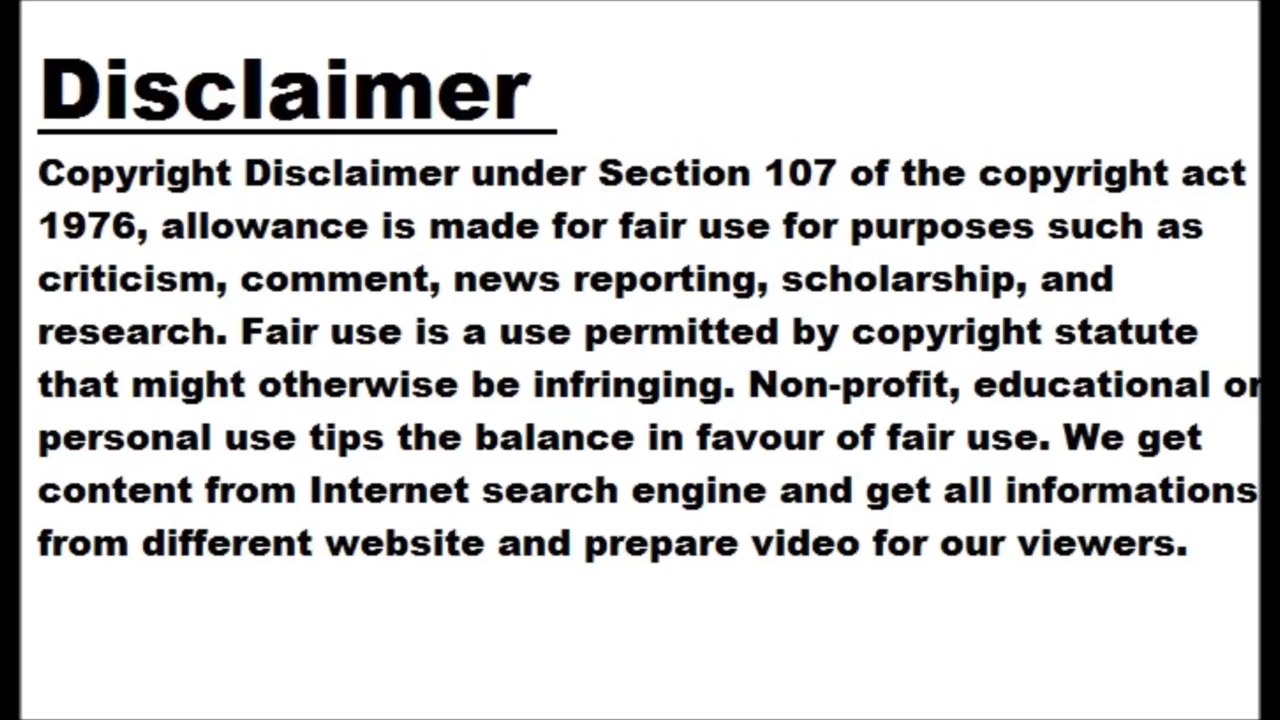 Disclaimer
Copyright Disclaimer under Section 107 of the copyright act
1976, allowance is made for fair use for purposes such as
criticism, comment, news reporting, scholarship, and
research. Fair use is a use permitted by copyright statute
that might otherwise be infringing. Non-profit, educational or
personal use tips the balance in favour of fair use. We get
content from Internet search engine and get all informations
from different website and prepare video for our viewers.